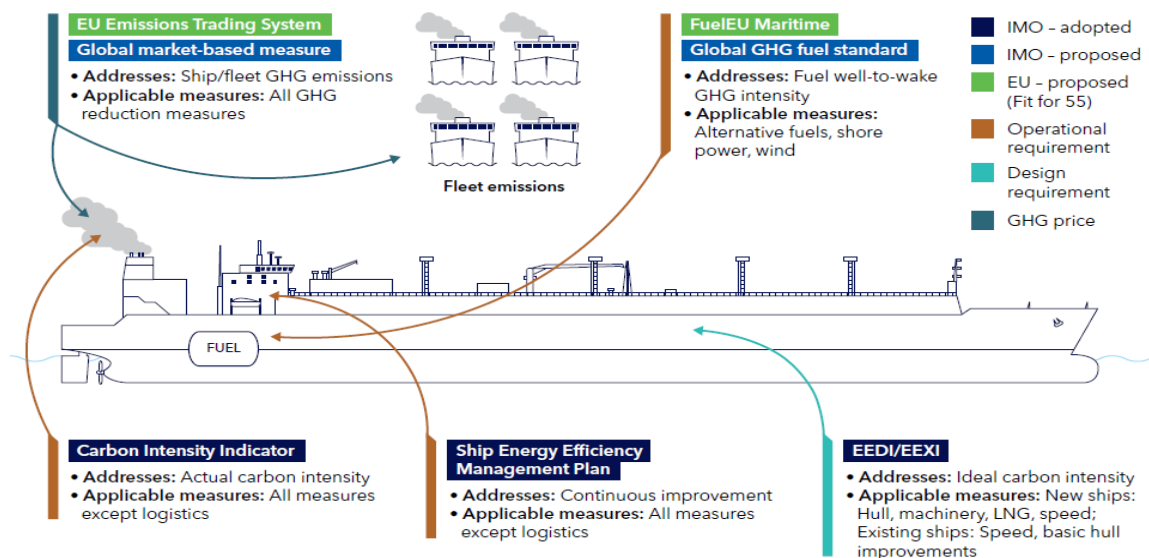 EU Emissions Trading System
Global market-based measure
• Addresses: Ship/fleet GHG emissions
• Applicable measures: All GHG
reduction measures
Fleet emissions
FuelEU Maritime
Global GHG fuel standard
• Addresses: Fuel well-to-wake
GHG intensity
• Applicable measures:
Alternative fuels, shore
power, wind
IMO – adopted
IMO – proposed
EU – proposed
(Fit for 55)
Operational
requirement
Design
requirement
GHG price
FUEL
Carbon Intensity Indicator
• Addresses: Actual carbon intensity
• Applicable measures: All measures
except logistics
Ship Energy Efficiency
Management Plan
• Addresses: Continuous improvement
• Applicable measures: All measures
except logistics
EEDI/EEXI
• Addresses: Ideal carbon intensity
• Applicable measures: New ships:
Hull, machinery, LNG, speed;
Existing ships: Speed, basic hull
improvements